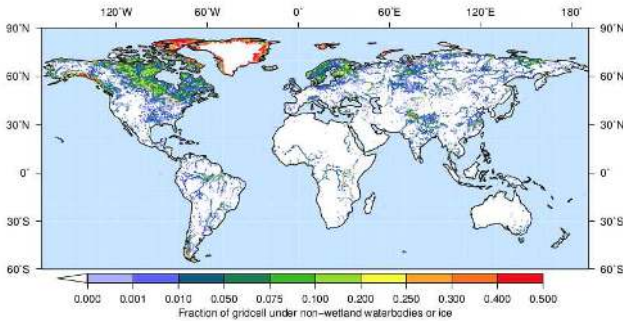 120˚W 60˚W 0˚ 60˚E 120˚E 180˚
90˚N 90˚N
60˚N 60˚N
30˚N 30˚N
0˚ 0˚
30˚S 30˚S
60˚S 60˚S
0.000 0.001 0.010 0.050 0.075 0.100 0.200 0.250 0.300 0.400 0.500
Fraction of gridcell under non-wetland waterbodies or ice